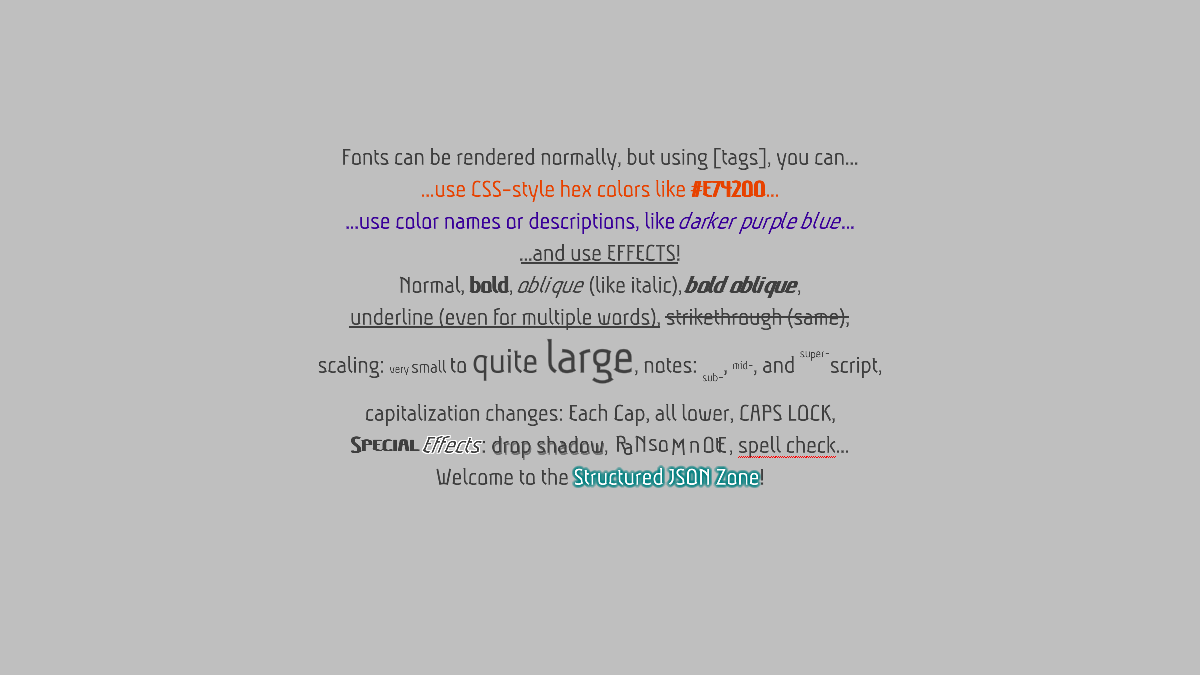 Fonts can be rendered normally, but using [tags], you can...
...use CSS-style hex colors like #E74200...
...use color names or descriptions, like darker purple blue...
...and use EFFECTS!
Normal, bold, oblique (like italic), bold oblique,
underline (even for multiple words), strikethrough (same),
scaling: very small to quite large, notes: sub-, mid-, and super-script,
capitalization changes: Each Cap, all lower, CAPS LOCK,
SPECIAL Effects: drop shadow, RaNsoMnOtE, spell check...
Welcome to the Structured JSON Zone!